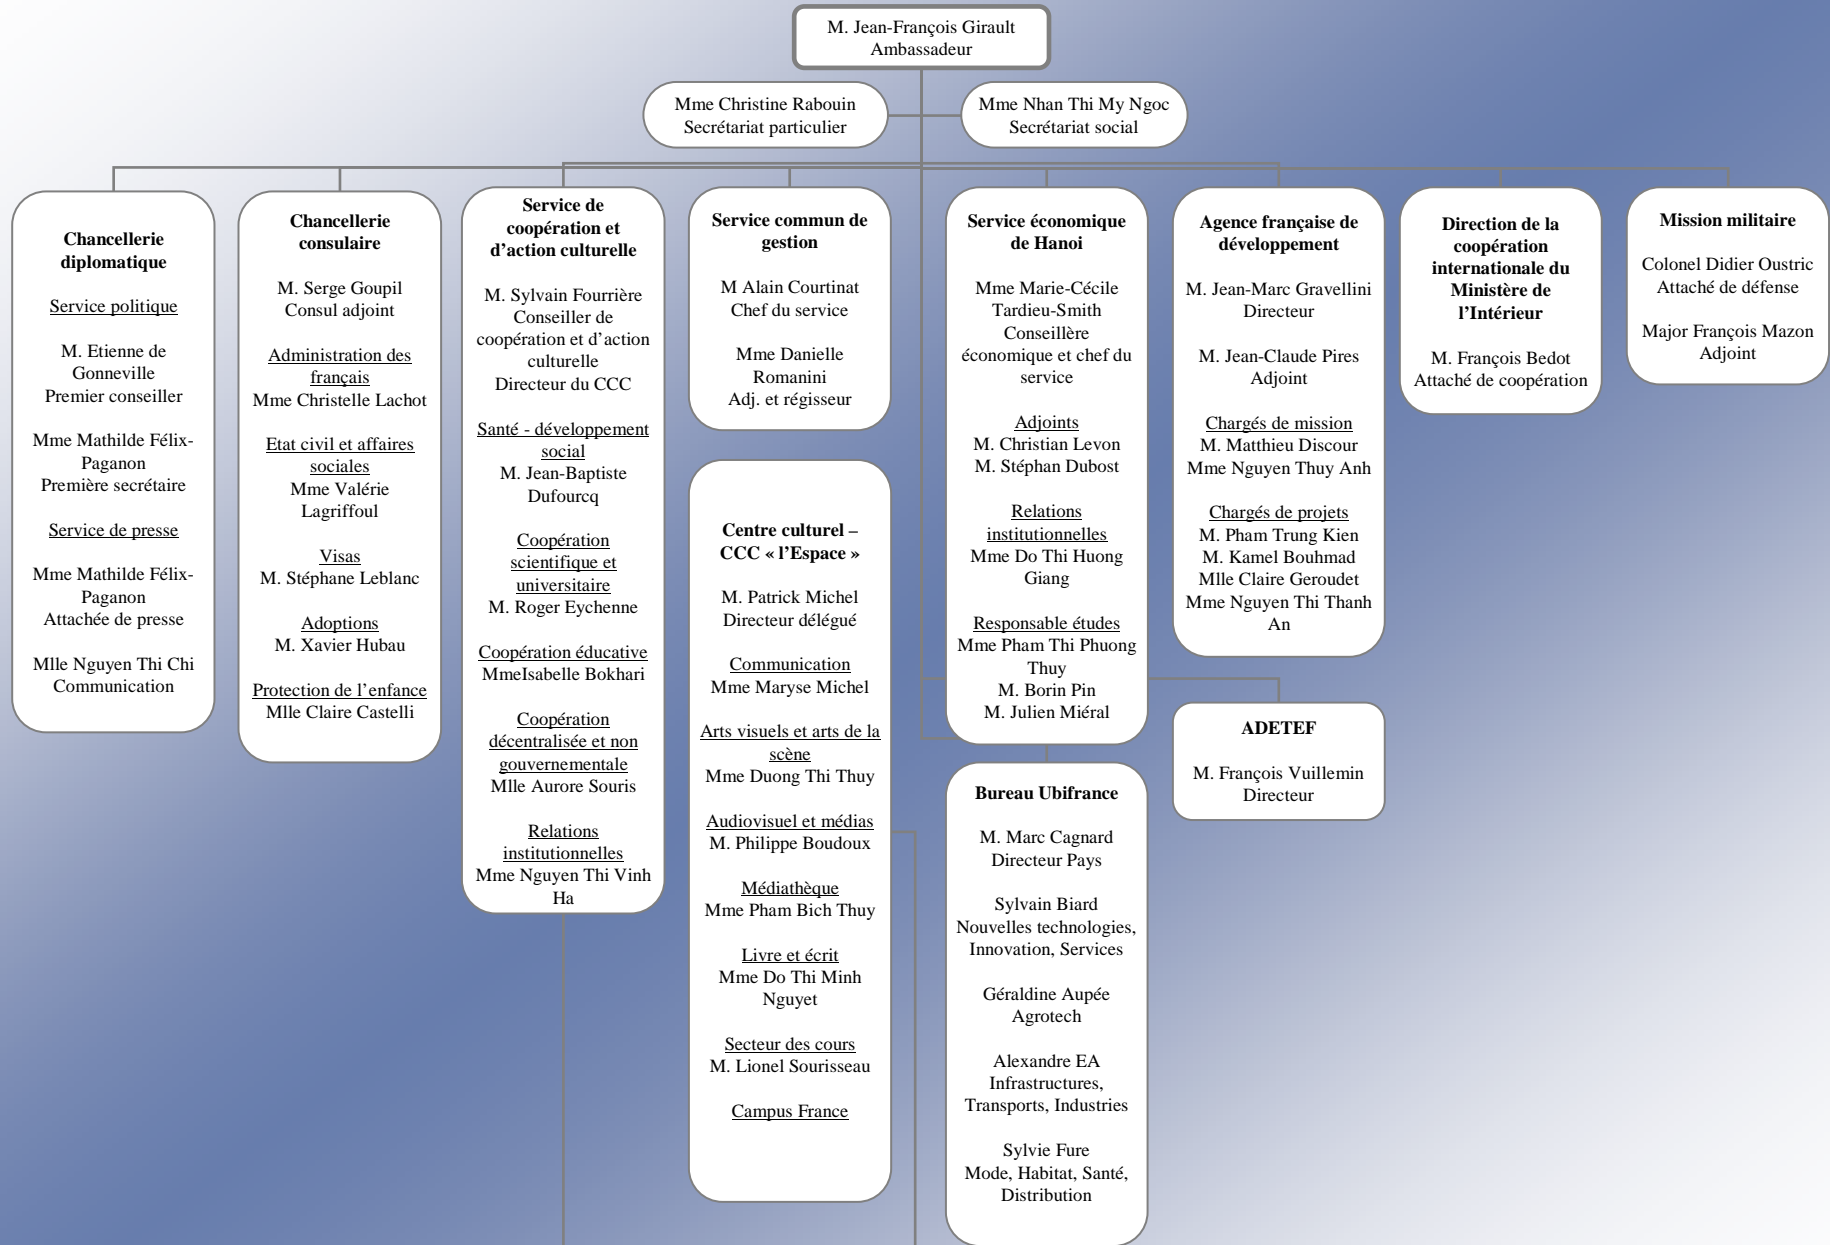 M. Jean-François Girault
Ambassadeur
Mme Christine Rabouin
Secrétariat particulier
Mme Nhan Thi My Ngoc
Secrétariat social
Chancellerie
diplomatique
Service politique
M. Etienne de
Gonneville
Premier conseiller
Mme Mathilde Félix-
Paganon
Première secrétaire
Service de presse
Mme Mathilde Félix-
Paganon
Attachée de presse
Mlle Nguyen Thi Chi
Communication
Chancellerie
consulaire
M. Serge Goupil
Consul adjoint
Administration des
français
Mme Christelle Lachot
Etat civil et affaires
sociales
Mme Valérie
Lagriffoul
Visas
M. Stéphane Leblanc
Adoptions
M. Xavier Hubau
Protection de l’enfance
Mlle Claire Castelli
Service de
coopération et
d’action culturelle
M. Sylvain Fourrière
Conseiller de
coopération et d’action
culturelle
Directeur du CCC
Santé - développement
social
M. Jean-Baptiste
Dufourcq
Coopération
scientifique et
universitaire
M. Roger Eychenne
Coopération éducative
MmeIsabelle Bokhari
Coopération
décentralisée et non
gouvernementale
Mlle Aurore Souris
Relations
institutionnelles
Mme Nguyen Thi Vinh
Ha
Service commun de
gestion
M Alain Courtinat
Chef du service
Mme Danielle
Romanini
Adj. et régisseur
Centre culturel –
CCC « l’Espace »
M. Patrick Michel
Directeur délégué
Communication
Mme Maryse Michel
Arts visuels et arts de la
scène
Mme Duong Thi Thuy
Audiovisuel et médias
M. Philippe Boudoux
Médiathèque
Mme Pham Bich Thuy
Livre et écrit
Mme Do Thi Minh
Nguyet
Secteur des cours
M. Lionel Sourisseau
Campus France
Service économique
de Hanoi
Mme Marie-Cécile
Tardieu-Smith
Conseillère
économique et chef du
service
Adjoints
M. Christian Levon
M. Stéphan Dubost
Relations
institutionnelles
Mme Do Thi Huong
Giang
Responsable études
Mme Pham Thi Phuong
Thuy
M. Borin Pin
M. Julien Miéral
Bureau Ubifrance
M. Marc Cagnard
Directeur Pays
Sylvain Biard
Nouvelles technologies,
Innovation, Services
Géraldine Aupée
Agrotech
Alexandre EA
Infrastructures,
Transports, Industries
Sylvie Fure
Mode, Habitat, Santé,
Distribution
Agence française de
développement
M. Jean-Marc Gravellini
Directeur
M. Jean-Claude Pires
Adjoint
Chargés de mission
M. Matthieu Discour
Mme Nguyen Thuy Anh
Chargés de projets
M. Pham Trung Kien
M. Kamel Bouhmad
Mlle Claire Geroudet
Mme Nguyen Thi Thanh
An
ADETEF
M. François Vuillemin
Directeur
Direction de la
coopération
internationale du
Ministère de
l’Intérieur
M. François Bedot
Attaché de coopération
Mission militaire
Colonel Didier Oustric
Attaché de défense
Major François Mazon
Adjoint